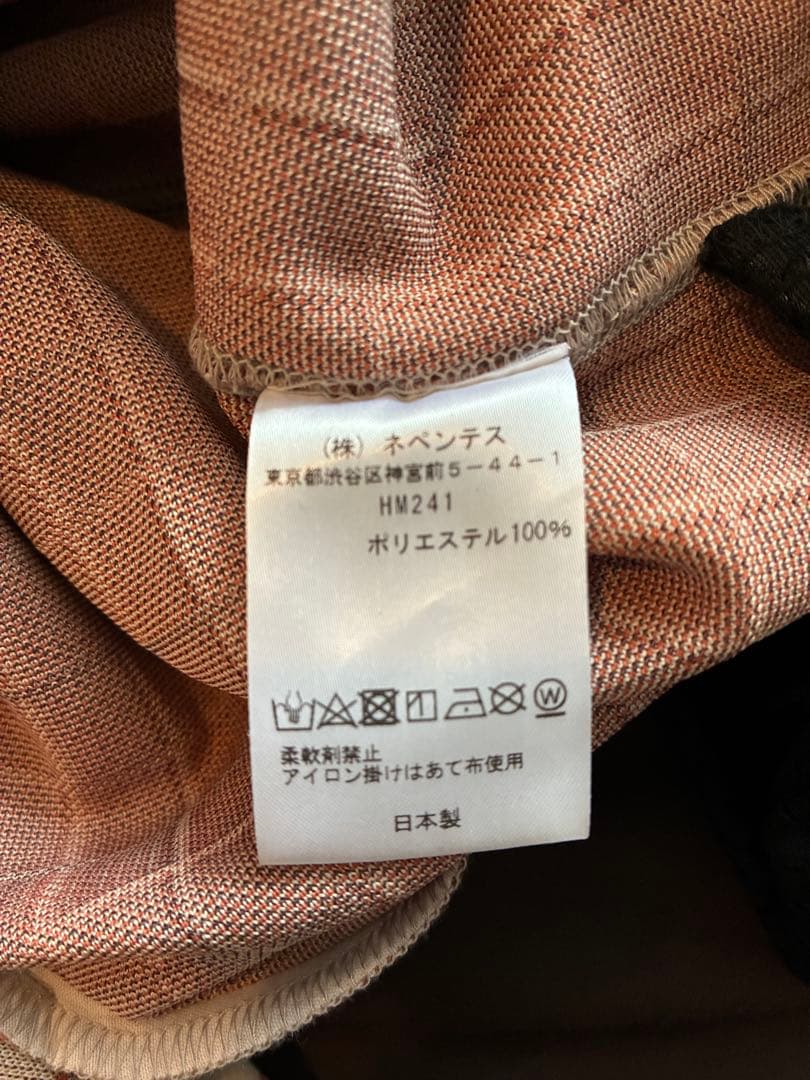 （株）ネペンテス
東京都渋谷区神宮前５－４４－１
HM241
ポリエステル100%
W
柔軟剤禁止
アイロン掛けはあて布使用
日本製